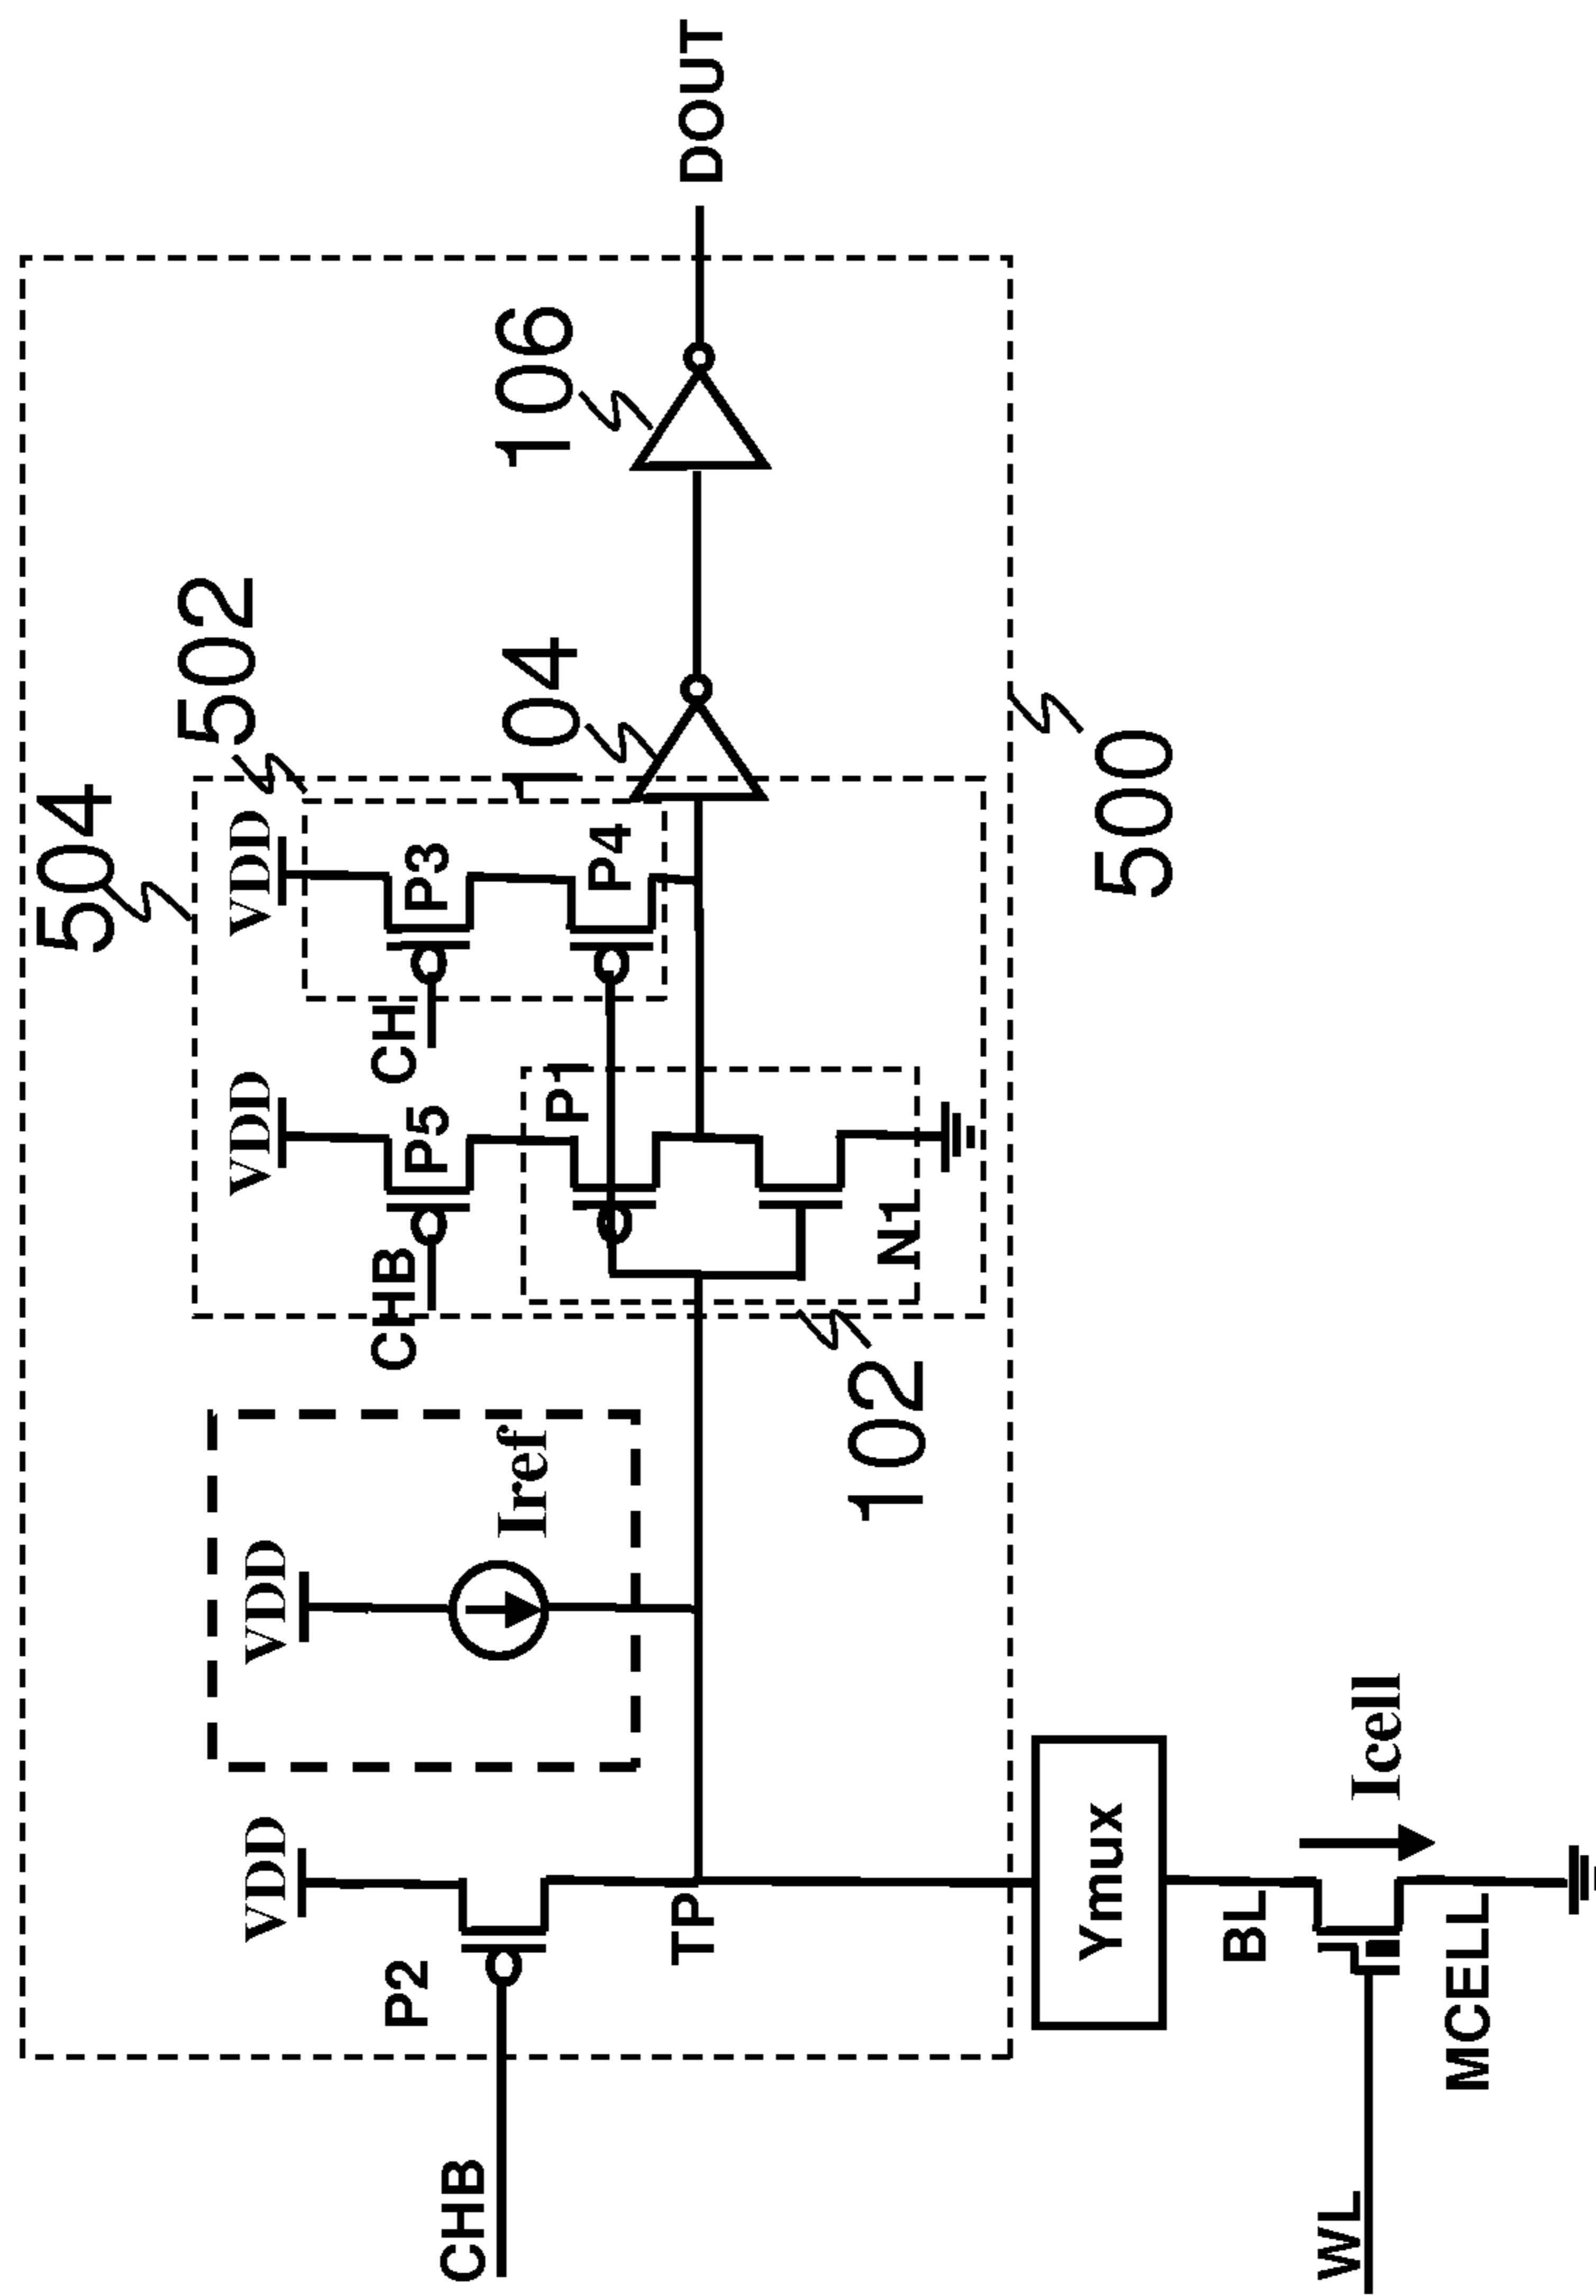 504
502
VDD
VDD
VDD
VDD
P2
P5
P3
CHB
CHB
CH
Iref
P1
P4
104
106
TP
DOUT
N1
102
500
Ymux
BL
Icell
WL
MCELL